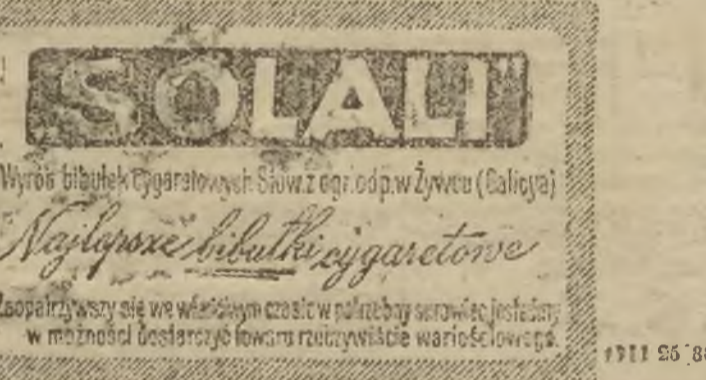 SOLALI
Wyrób bibułek cygaretowych Stow. z ogr. odp. w Żywcu (Galicya)
Najlepsze bibułki cygaretowe
Zaopatrzywszy się we właściwym czasie w potrzebny surowiec jesteśmy
w możności dostarczyć towaru rzeczywiście wartościowego.